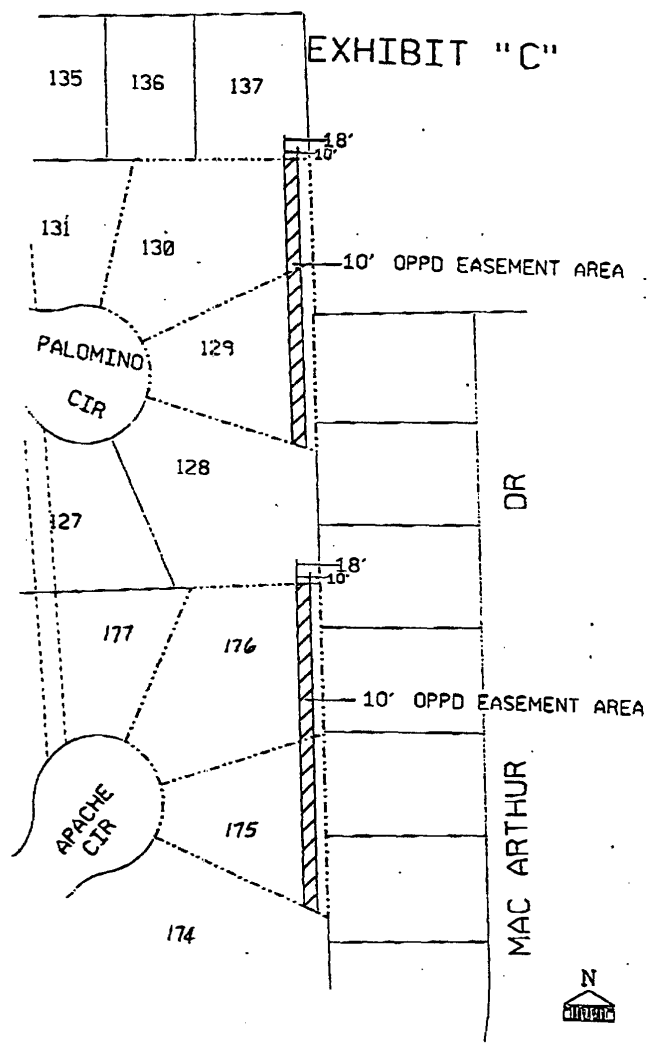 EXHIBIT "C"
135
136
137
18'
10'
131
130
10' OPPD EASEMENT AREA
129
PALOMINO
CIR
128
127
DR
18'
10'
177
176
10' OPPD EASEMENT AREA
APACHE
CIR
175
MAC ARTHUR
174
N